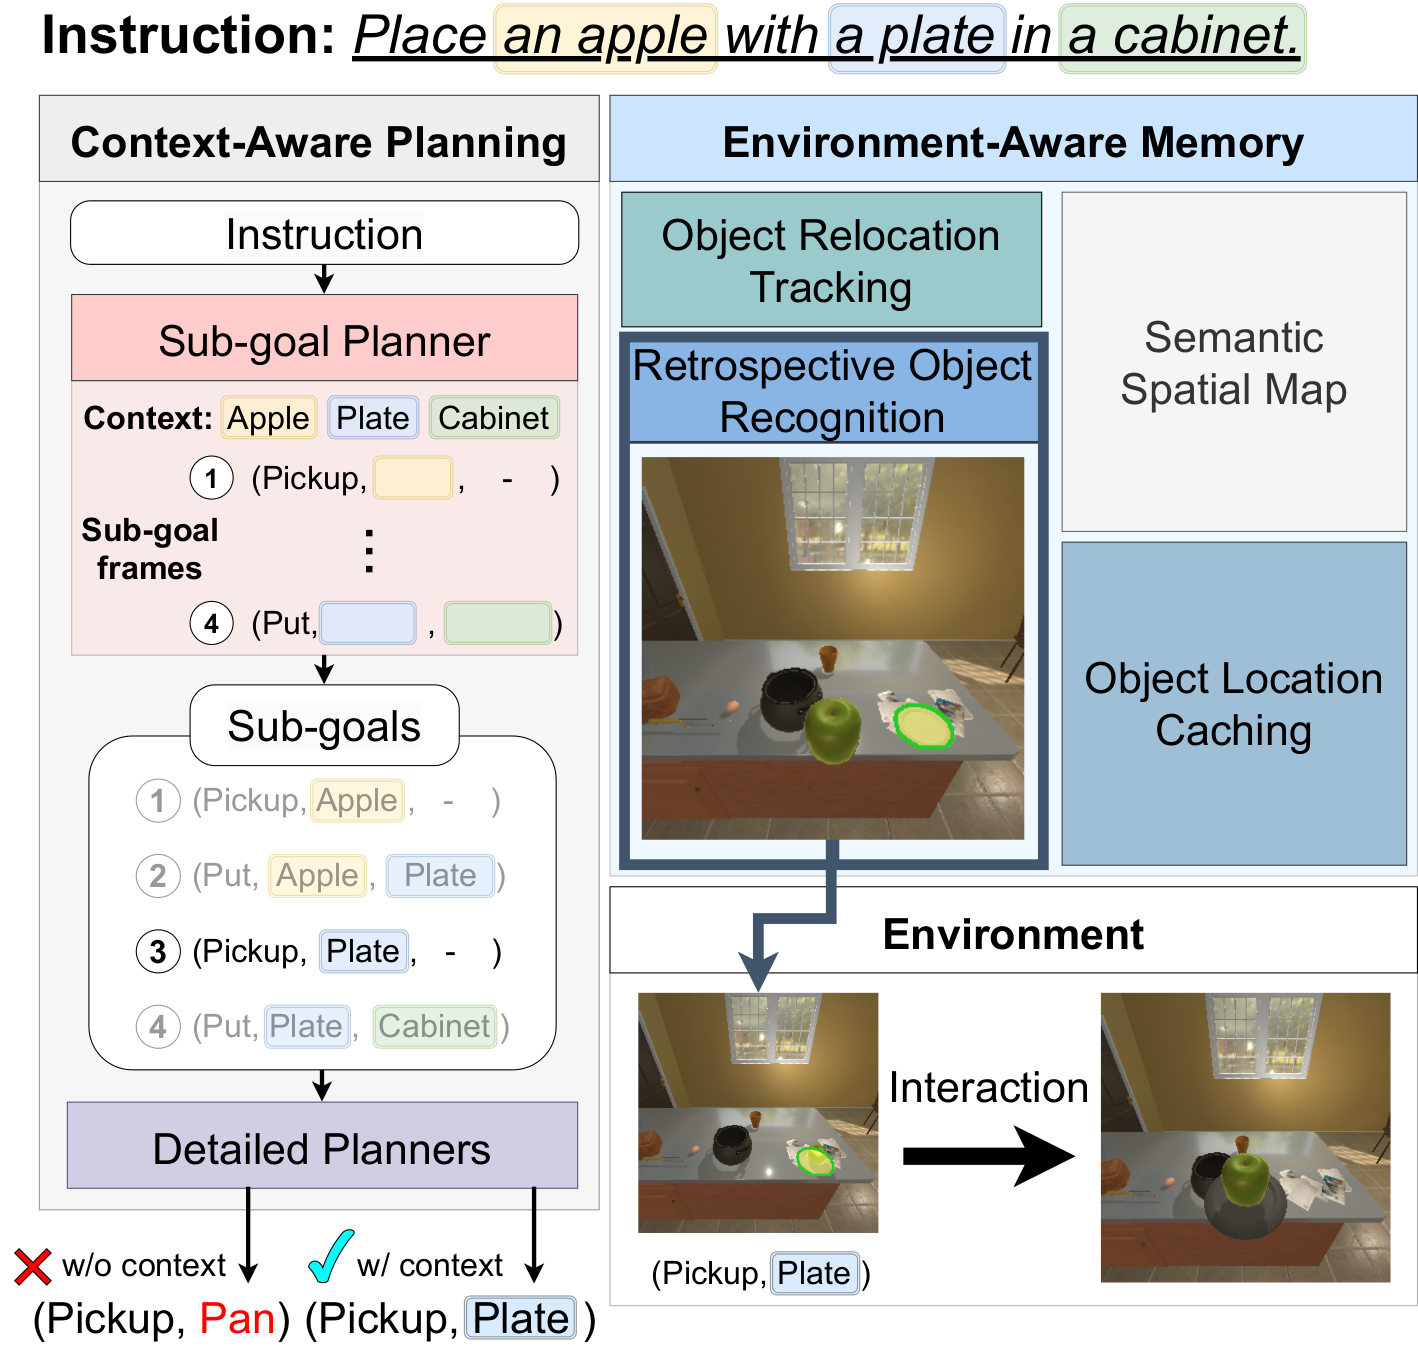 Instruction: Place an apple with a plate in a cabinet.
Context-Aware Planning
Instruction
Sub-goal Planner
Context: Apple Plate Cabinet
1 (Pickup, , - )
Sub-goal
frames
⋮
4 (Put, , )
Sub-goals
1 (Pickup, Apple, - )
2 (Put, Apple, Plate)
3 (Pickup, Plate, - )
4 (Put, Plate, Cabinet)
Detailed Planners
w/o context
w/ context
(Pickup, Pan)
(Pickup, Plate)
Environment-Aware Memory
Object Relocation
Tracking
Retrospective Object
Recognition
Semantic
Spatial Map
Object Location
Caching
Environment
Interaction
(Pickup, Plate)